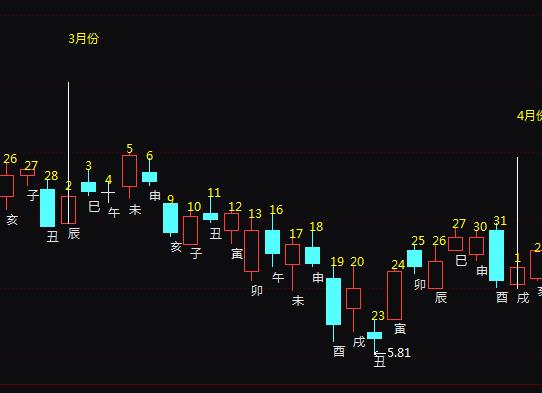 3月份
4月份
26
27
28
2
3
4
5
6
9
10
11
12
13
16
17
18
19
20
23
24
25
26
27
30
31
1
2
亥
子
丑
辰
巳
午
未
申
亥
子
丑
寅
卯
午
未
申
酉
戌
丑
寅
卯
辰
巳
申
酉
戌
←5.81